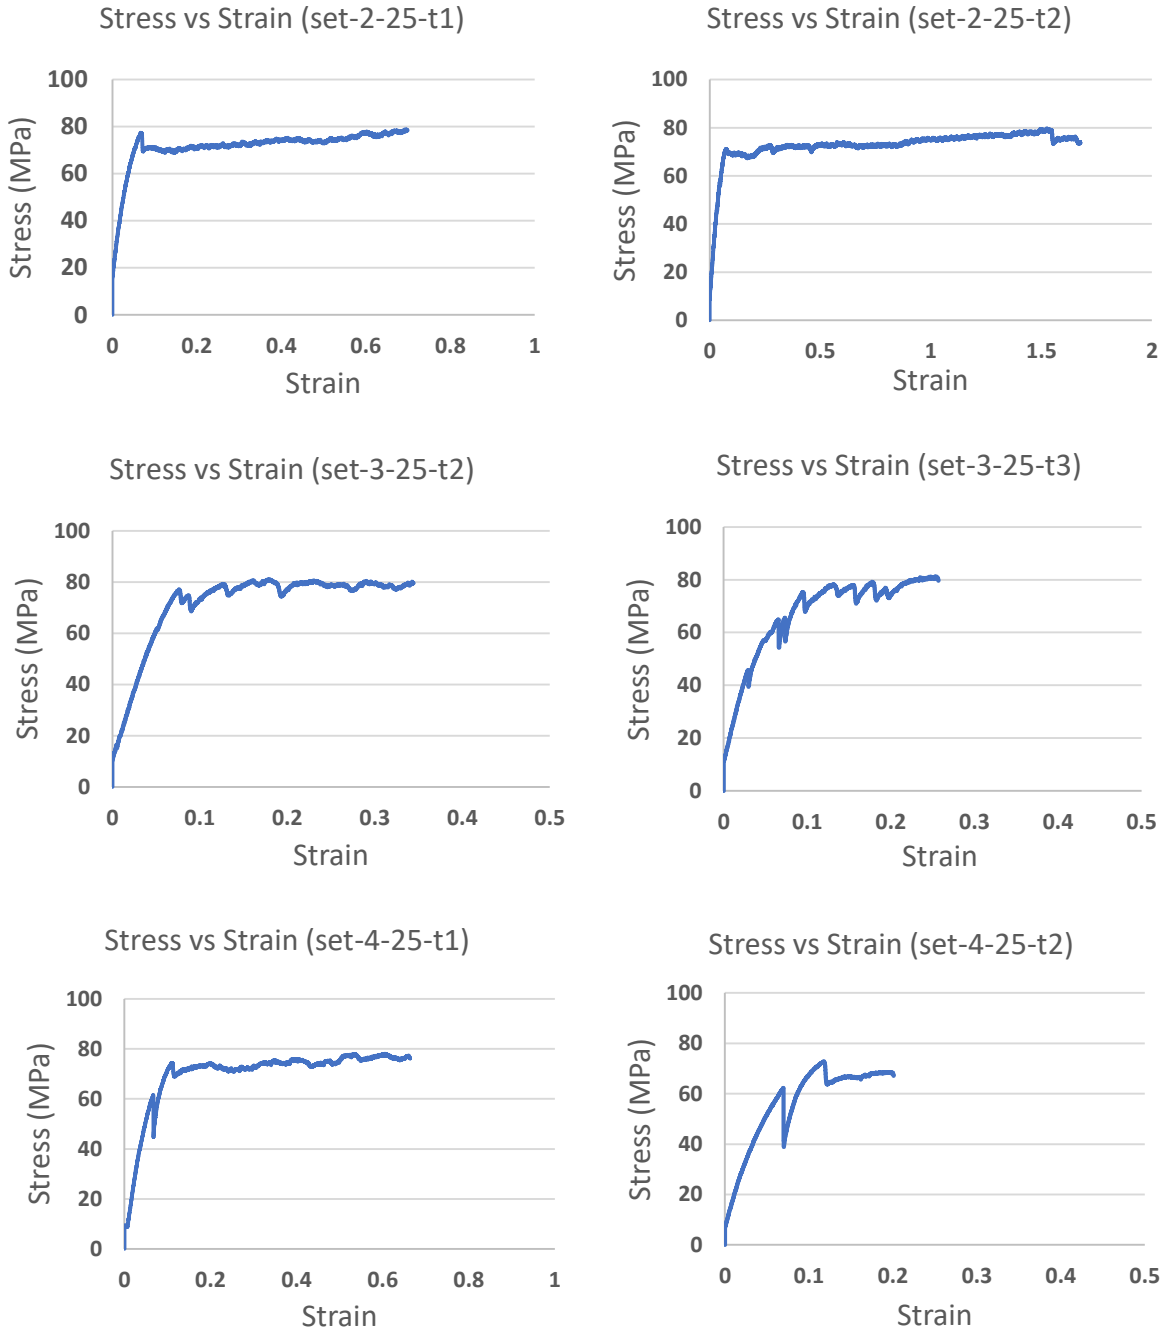 Stress vs Strain (set-2-25-t1)
Stress (MPa)
100
80
60
40
20
0
0 0.2 0.4 0.6 0.8 1
Strain
Stress vs Strain (set-2-25-t2)
Stress (MPa)
100
80
60
40
20
0
0 0.5 1 1.5 2
Strain
Stress vs Strain (set-3-25-t2)
Stress (MPa)
100
80
60
40
20
0
0 0.1 0.2 0.3 0.4 0.5
Strain
Stress vs Strain (set-3-25-t3)
Stress (MPa)
100
80
60
40
20
0
0 0.1 0.2 0.3 0.4 0.5
Strain
Stress vs Strain (set-4-25-t1)
Stress (MPa)
100
80
60
40
20
0
0 0.2 0.4 0.6 0.8 1
Strain
Stress vs Strain (set-4-25-t2)
Stress (MPa)
100
80
60
40
20
0
0 0.1 0.2 0.3 0.4 0.5
Strain